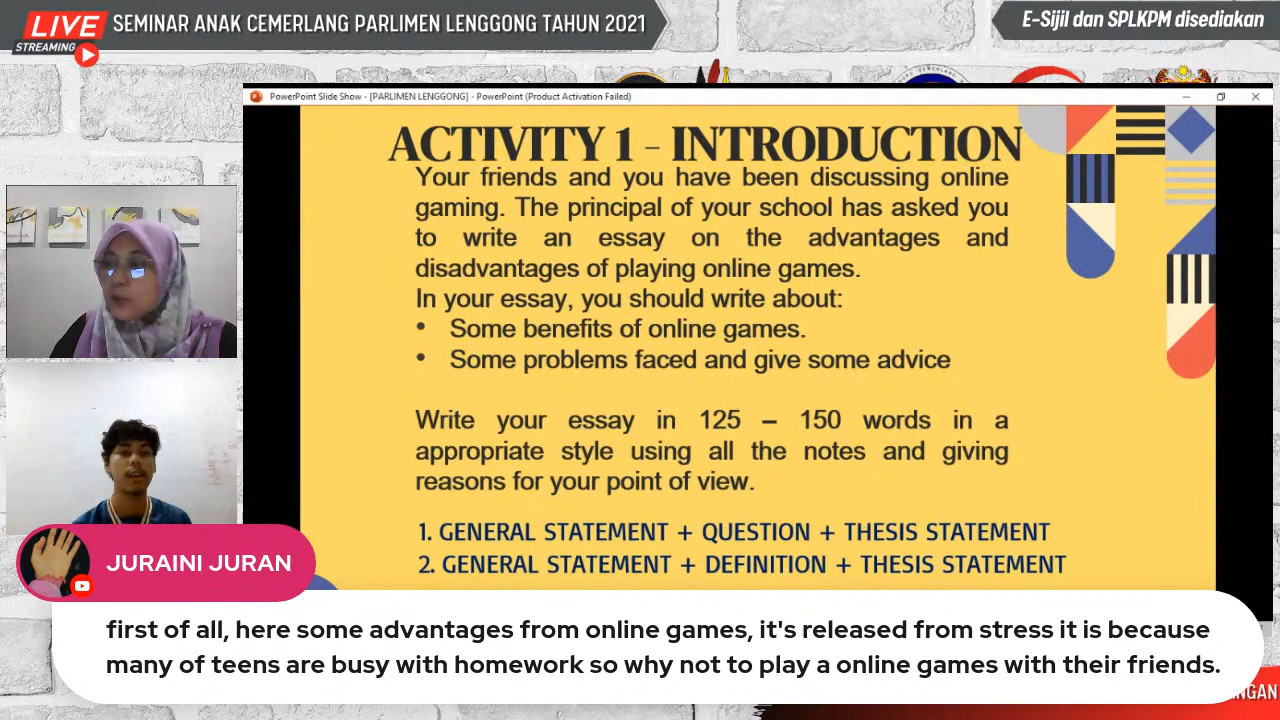 LIVE
STREAMING
SEMINAR ANAK CEMERLANG PARLIMEN LENGGONG TAHUN 2021
E-Sijil dan SPLKPM disediakan
PowerPoint Slide Show - [PARLIMEN LENGGONG] - PowerPoint (Product Activation Failed)
ACTIVITY 1 - INTRODUCTION
Your friends and you have been discussing online
gaming. The principal of your school has asked you
to write an essay on the advantages and
disadvantages of playing online games.
In your essay, you should write about:
• Some benefits of online games.
• Some problems faced and give some advice
Write your essay in 125 – 150 words in a
appropriate style using all the notes and giving
reasons for your point of view.
1. GENERAL STATEMENT + QUESTION + THESIS STATEMENT
2. GENERAL STATEMENT + DEFINITION + THESIS STATEMENT
JURAINI JURAN
first of all, here some advantages from online games, it's released from stress it is because
many of teens are busy with homework so why not to play a online games with their friends.
NGAN